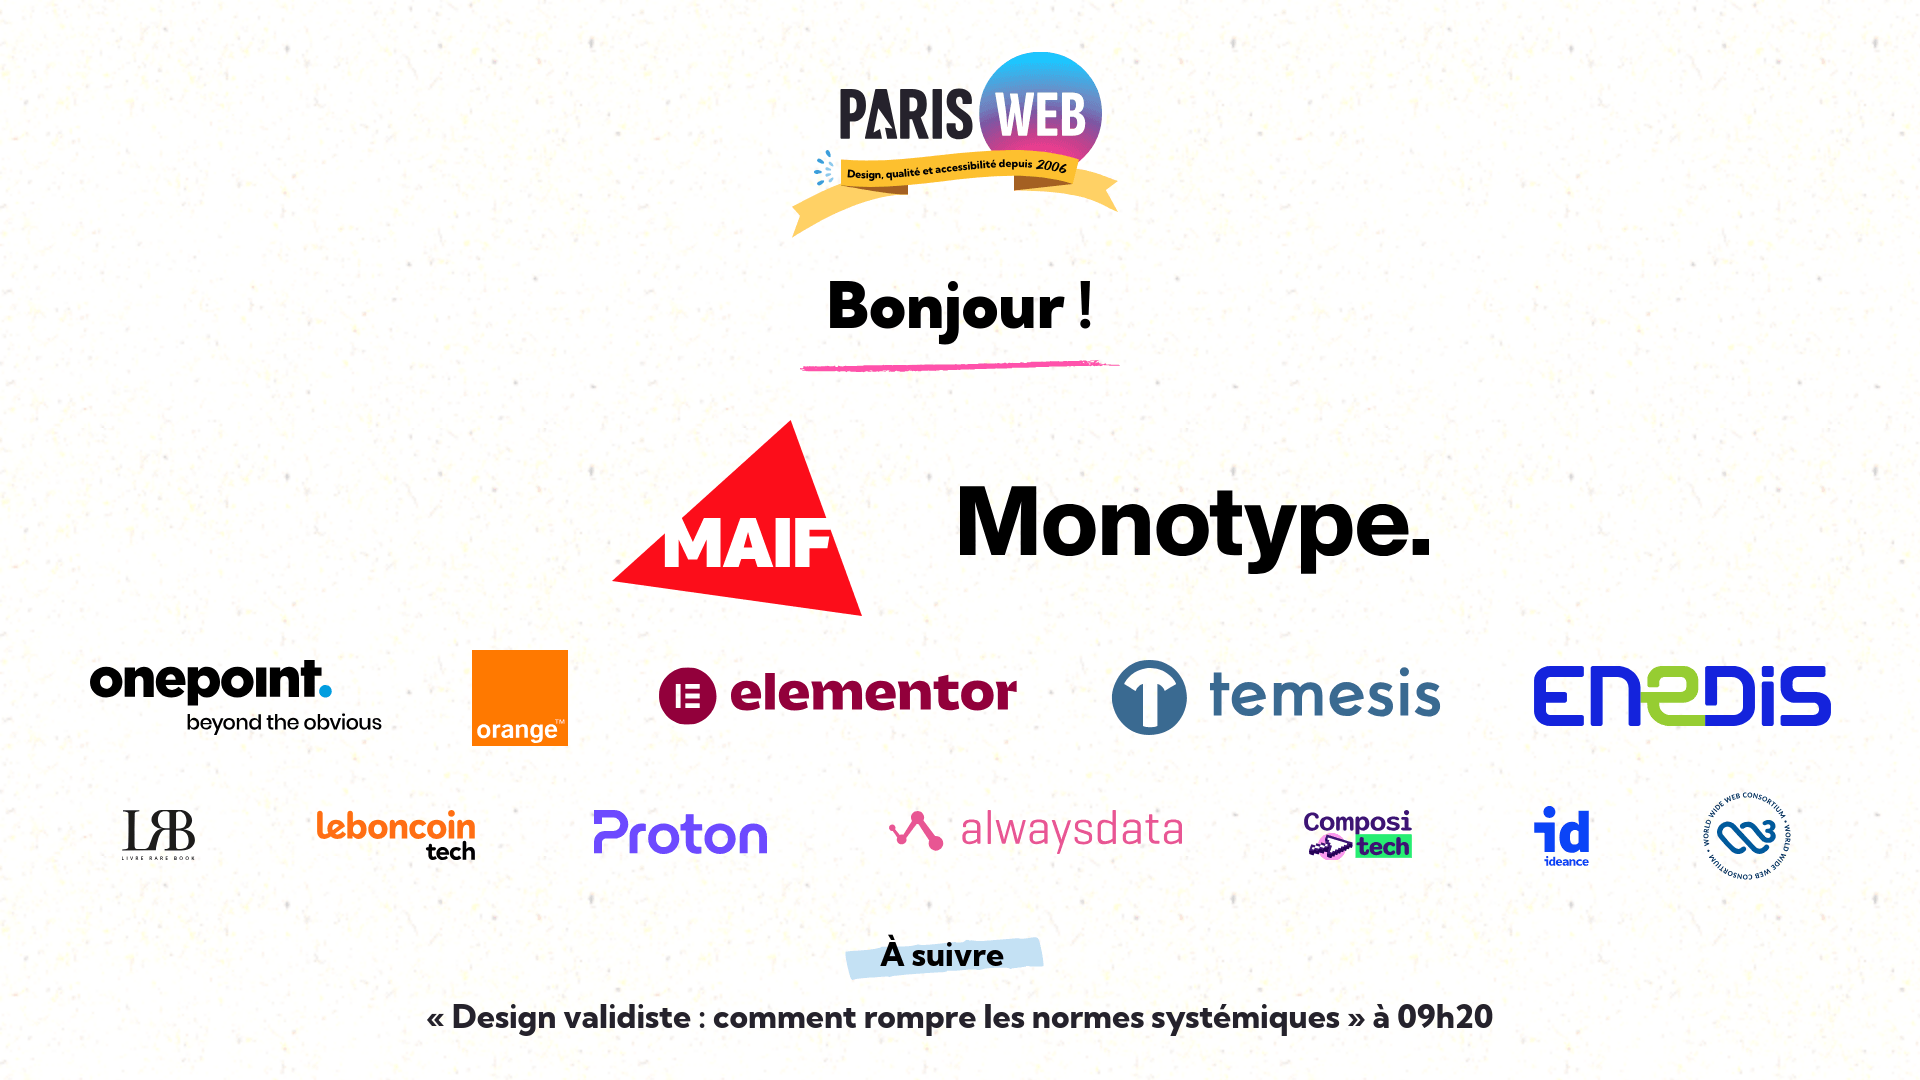 PARIS WEB
Design, qualité et accessibilité depuis 2006
Bonjour !
MAIF
Monotype.
onepoint.
beyond the obvious
orange™
elementor
temesis
ENEDIS
LRB
LIVRE RARE BOOK
leboncoin
tech
Proton
alwaysdata
Composi
tech
id
ideance
WORLD WIDE WEB CONSORTIUM • WORLD WIDE WEB CONSORTIUM •
W3
À suivre
« Design validiste : comment rompre les normes systémiques » à 09h20